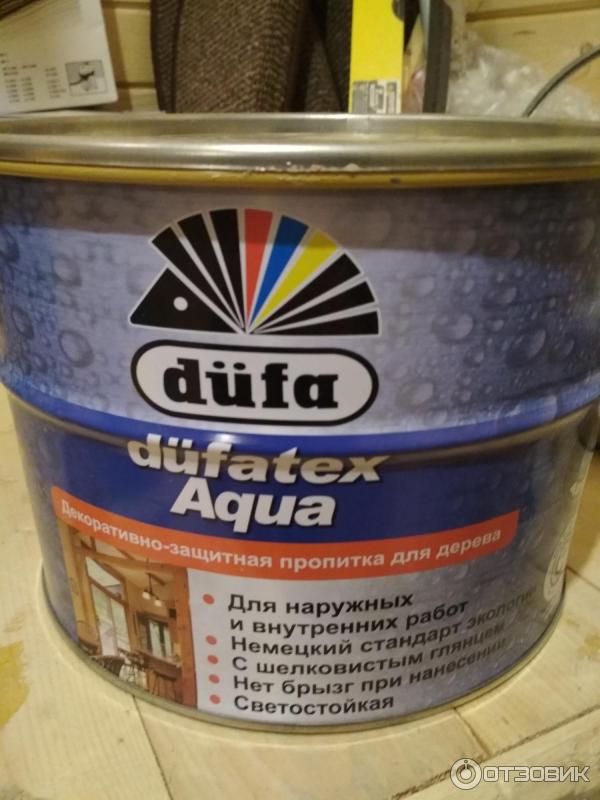 düfa
düfatex
Aqua
Декоративно-защитная пропитка для дерева
Для наружных
и внутренних работ
Немецкий стандарт экологии
С шелковистым глянцем
Нет брызг при нанесении
Светостойкая
ОТЗОВИК